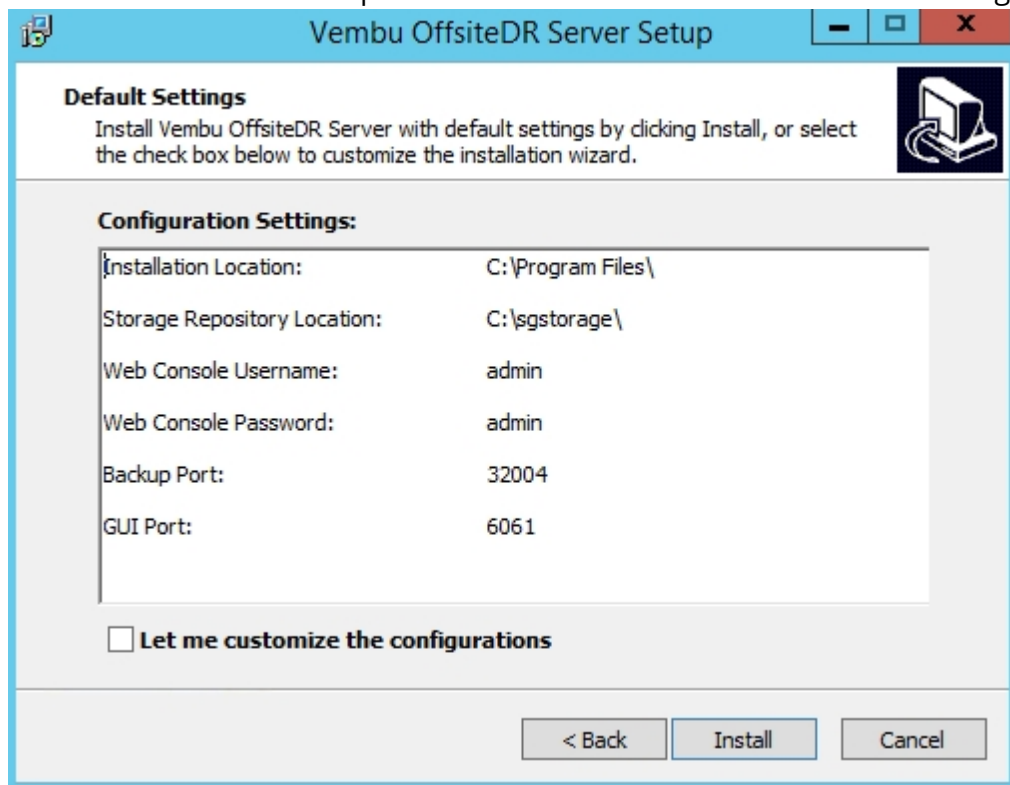 Vembu OffsiteDR Server Setup
Default Settings
Install Vembu OffsiteDR Server with default settings by clicking Install, or select
the check box below to customize the installation wizard.
Configuration Settings:
Installation Location: C:\Program Files\
Storage Repository Location: C:\sgstorage\
Web Console Username: admin
Web Console Password: admin
Backup Port: 32004
GUI Port: 6061
Let me customize the configurations
< Back Install Cancel